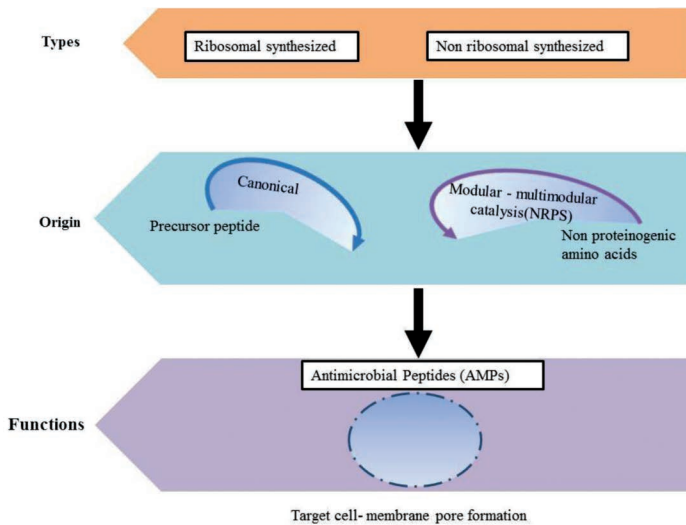 Types
Ribosomal synthesized
Non ribosomal synthesized
Origin
Canonical
Precursor peptide
Modular - multimodular
catalysis(NRPS)
Non proteinogenic
amino acids
Functions
Antimicrobial Peptides (AMPs)
Target cell- membrane pore formation